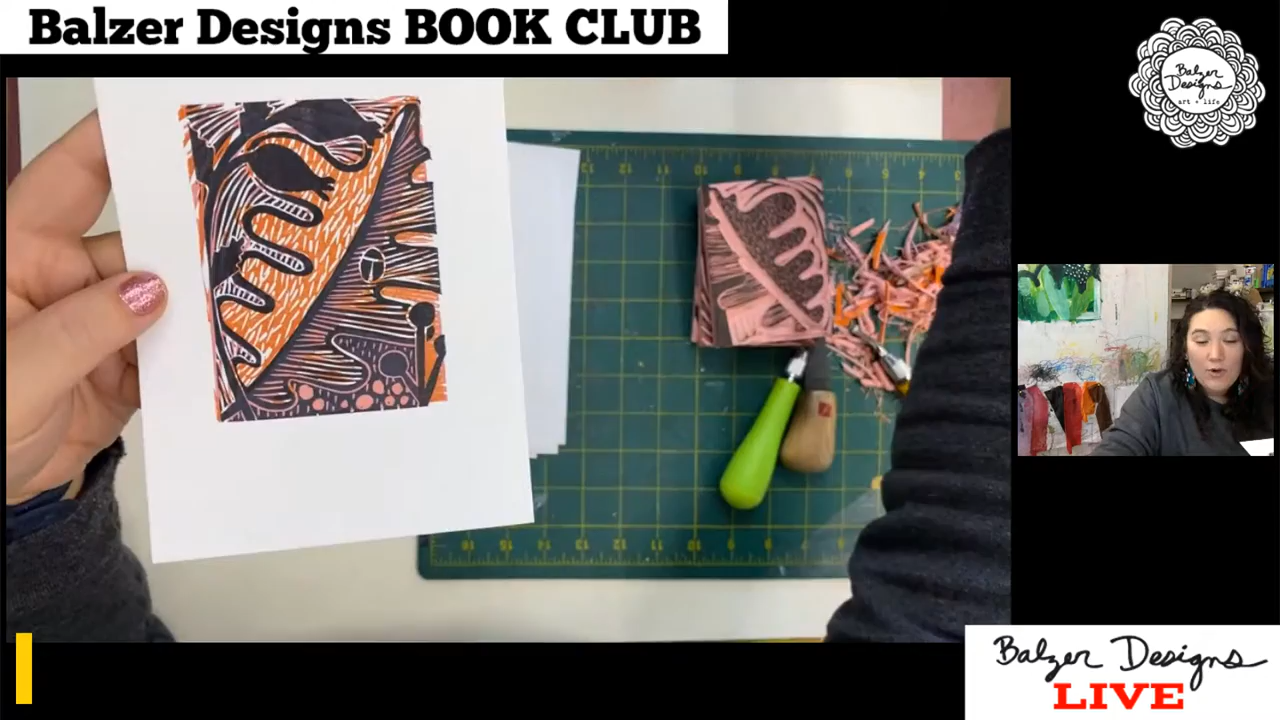 Balzer Designs BOOK CLUB
Balzer
Designs
art + life
Balzer Designs
LIVE